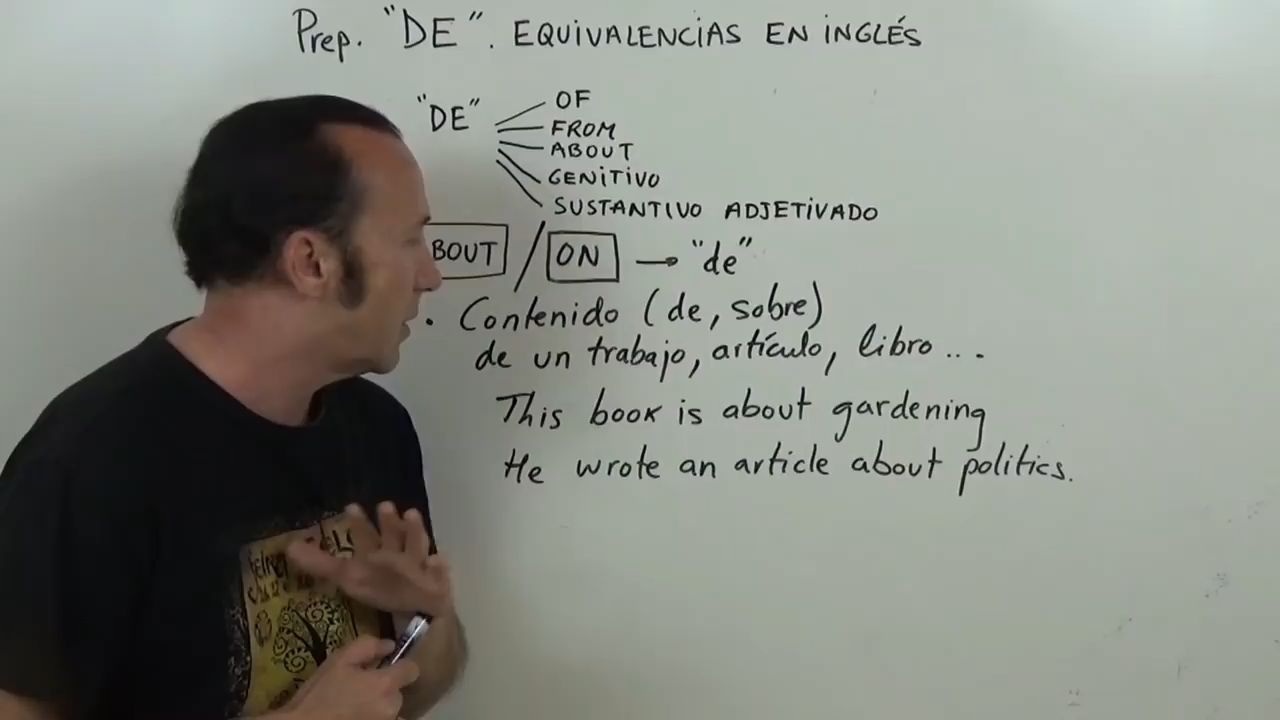 Prep. "DE". EQUIVALENCIAS EN INGLÉS
"DE"
OF
FROM
ABOUT
GENITIVO
SUSTANTIVO ADJETIVADO
BOUT / ON → "de"
• Contenido (de, sobre)
de un trabajo, artículo, libro...
This book is about gardening
He wrote an article about politics.